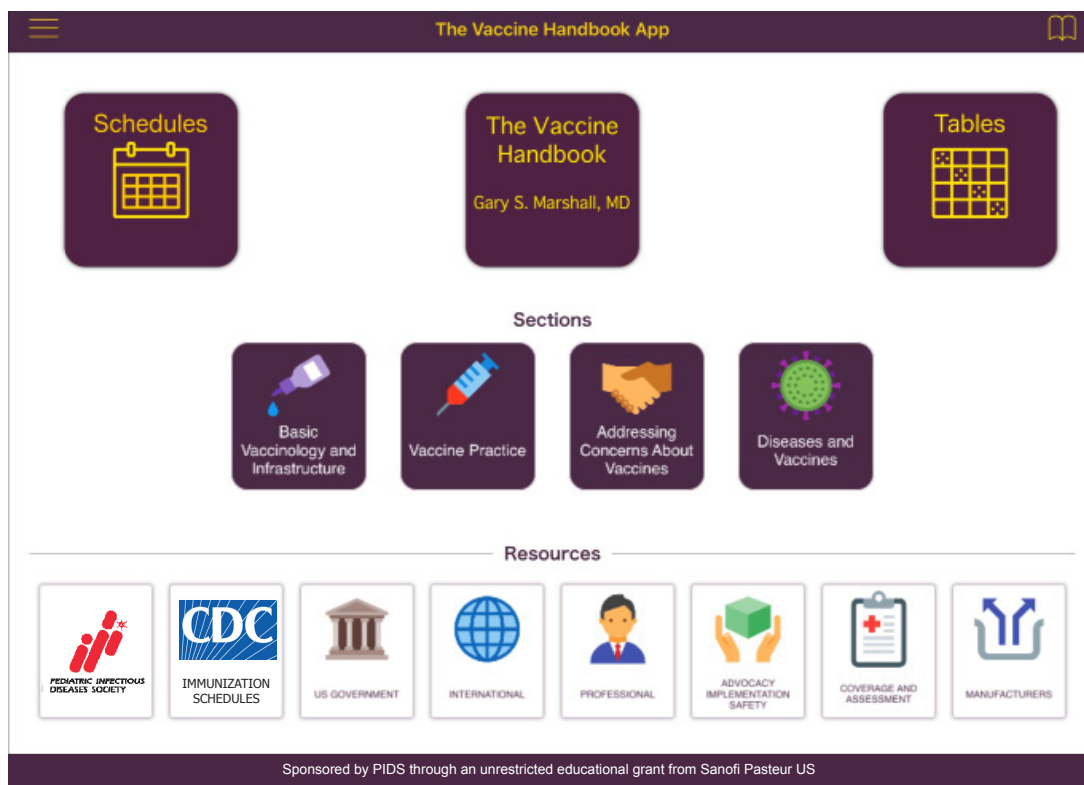 The Vaccine Handbook App
Schedules
The Vaccine
Handbook
Gary S. Marshall, MD
Tables
Sections
Basic
Vaccinology and
Infrastructure
Vaccine Practice
Addressing
Concerns About
Vaccines
Diseases and
Vaccines
Resources
PEDIATRIC INFECTIOUS
DISEASES SOCIETY
CDC
IMMUNIZATION
SCHEDULES
US GOVERNMENT
INTERNATIONAL
PROFESSIONAL
ADVOCACY
IMPLEMENTATION
SAFETY
COVERAGE AND
ASSESSMENT
MANUFACTURERS
Sponsored by PIDS through an unrestricted educational grant from Sanofi Pasteur US